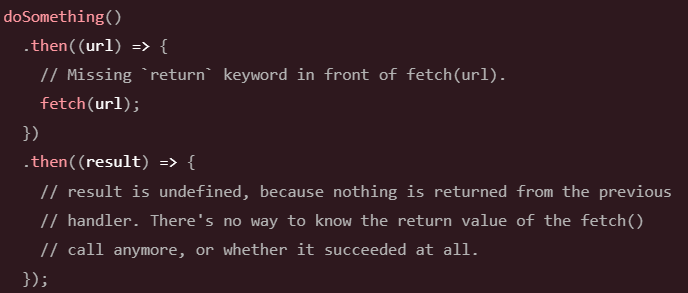 doSomething()
  .then((url) => {
    // Missing `return` keyword in front of fetch(url).
    fetch(url);
  })
  .then((result) => {
    // result is undefined, because nothing is returned from the previous
    // handler. There's no way to know the return value of the fetch()
    // call anymore, or whether it succeeded at all.
  });